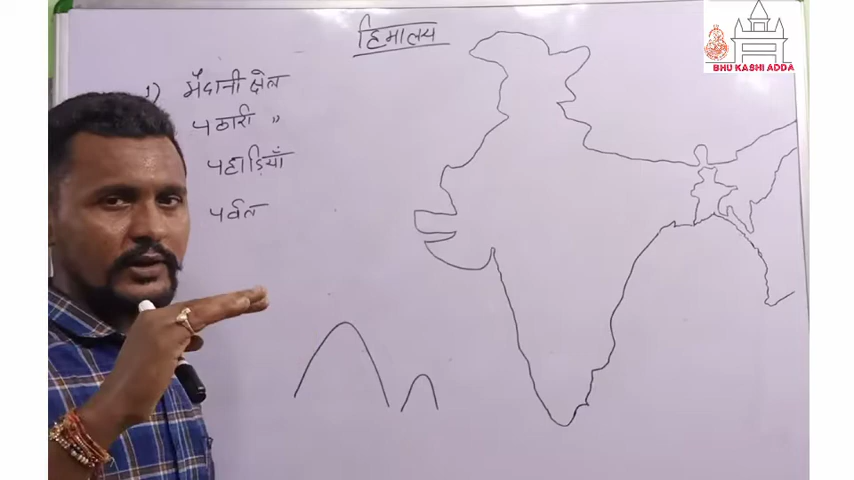 हिमालय
BHU KASHI ADDA
1) मैदानी क्षेत्र
पठारी "
पहाड़ियाँ
पर्वत